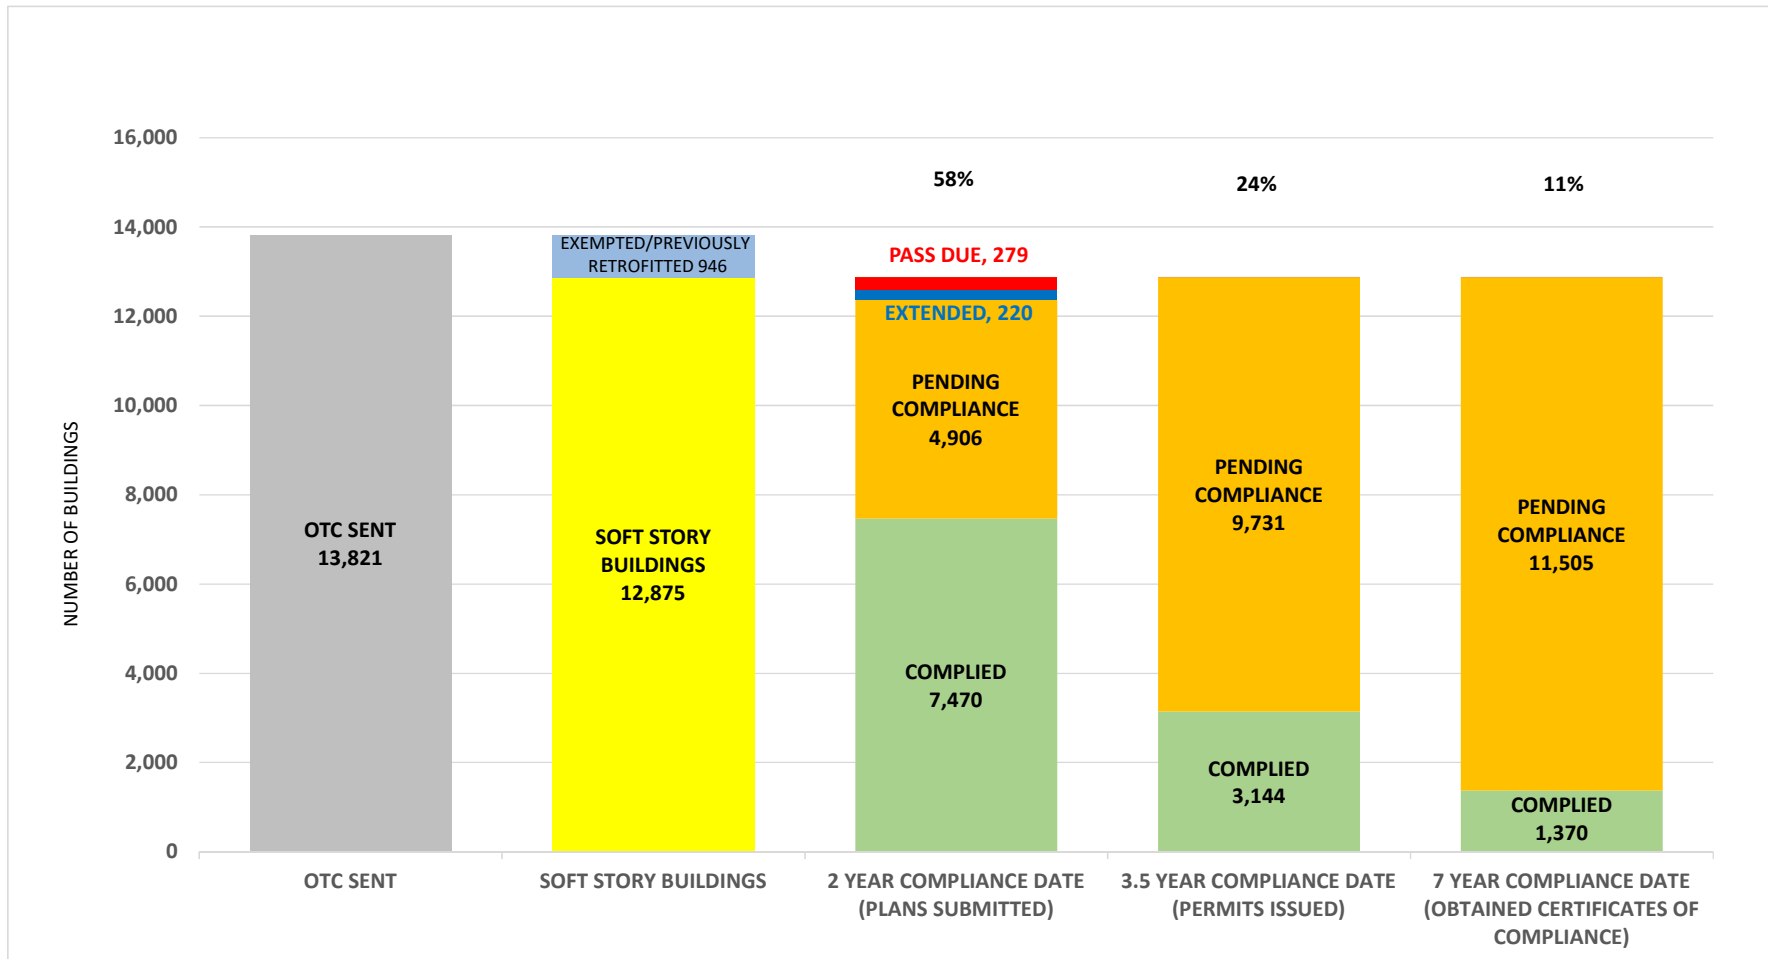 16,000
14,000
12,000
10,000
8,000
6,000
4,000
2,000
0
NUMBER OF BUILDINGS
58%
24%
11%
OTC SENT
13,821
EXEMPTED/PREVIOUSLY
RETROFITTED 946
SOFT STORY
BUILDINGS
12,875
PASS DUE, 279
EXTENDED, 220
PENDING
COMPLIANCE
4,906
COMPLIED
7,470
PENDING
COMPLIANCE
9,731
COMPLIED
3,144
PENDING
COMPLIANCE
11,505
COMPLIED
1,370
OTC SENT
SOFT STORY BUILDINGS
2 YEAR COMPLIANCE DATE
(PLANS SUBMITTED)
3.5 YEAR COMPLIANCE DATE
(PERMITS ISSUED)
7 YEAR COMPLIANCE DATE
(OBTAINED CERTIFICATES OF
COMPLIANCE)